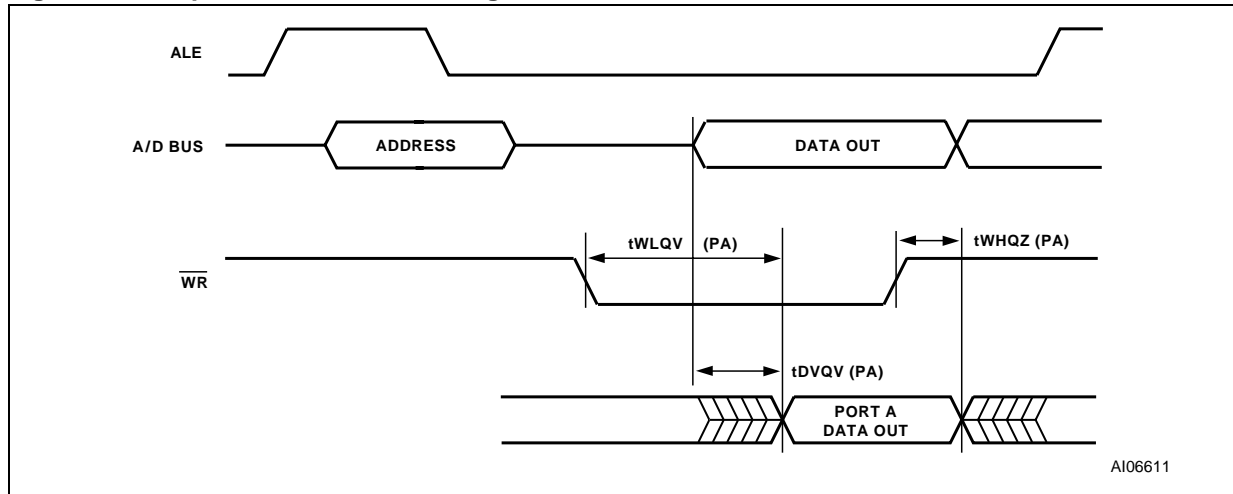 ALE
A/D BUS
ADDRESS
DATA OUT
tWLQV (PA)
tWHQZ (PA)
WR
tDVQV (PA)
PORT A
DATA OUT
AI06611